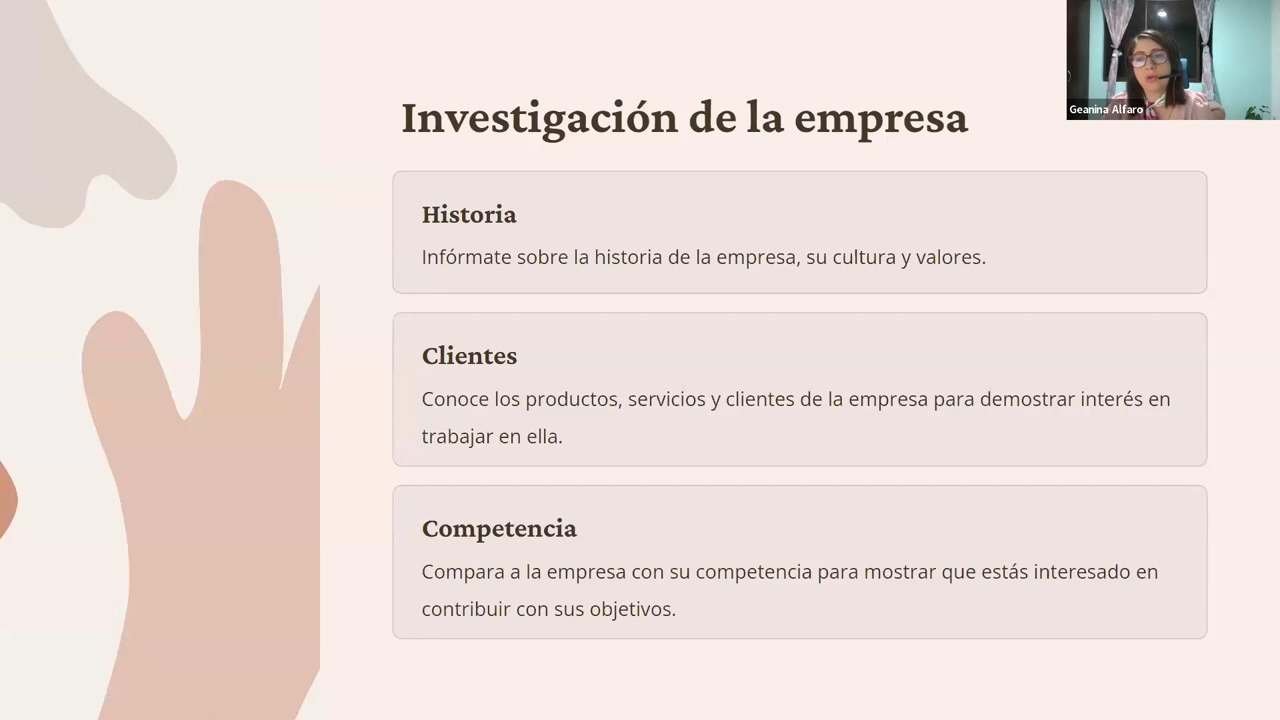 Geanina Alfaro
Investigación de la empresa
Historia
Infórmate sobre la historia de la empresa, su cultura y valores.
Clientes
Conoce los productos, servicios y clientes de la empresa para demostrar interés en
trabajar en ella.
Competencia
Compara a la empresa con su competencia para mostrar que estás interesado en
contribuir con sus objetivos.